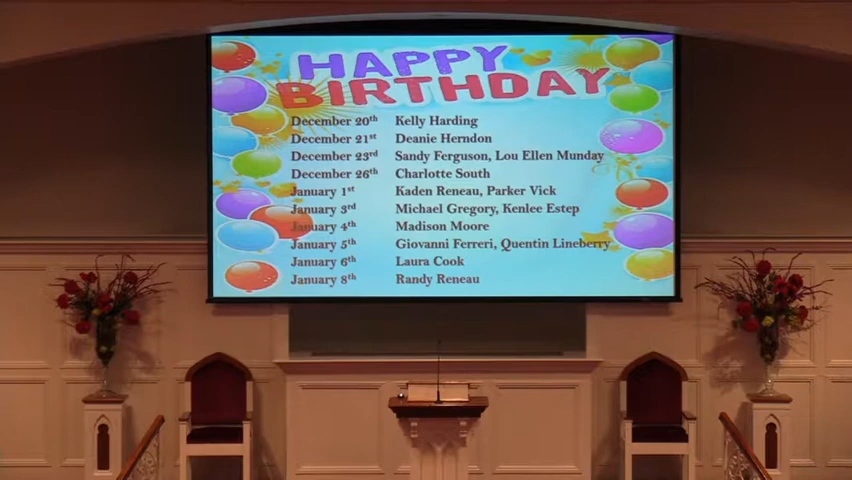 HAPPY
BIRTHDAY
December 20th Kelly Harding
December 21st Deanie Herndon
December 23rd Sandy Ferguson, Lou Ellen Munday
December 26th Charlotte South
January 1st Kaden Reneau, Parker Vick
January 3rd Michael Gregory, Kenlee Estep
January 4th Madison Moore
January 5th Giovanni Ferreri, Quentin Lineberry
January 6th Laura Cook
January 8th Randy Reneau